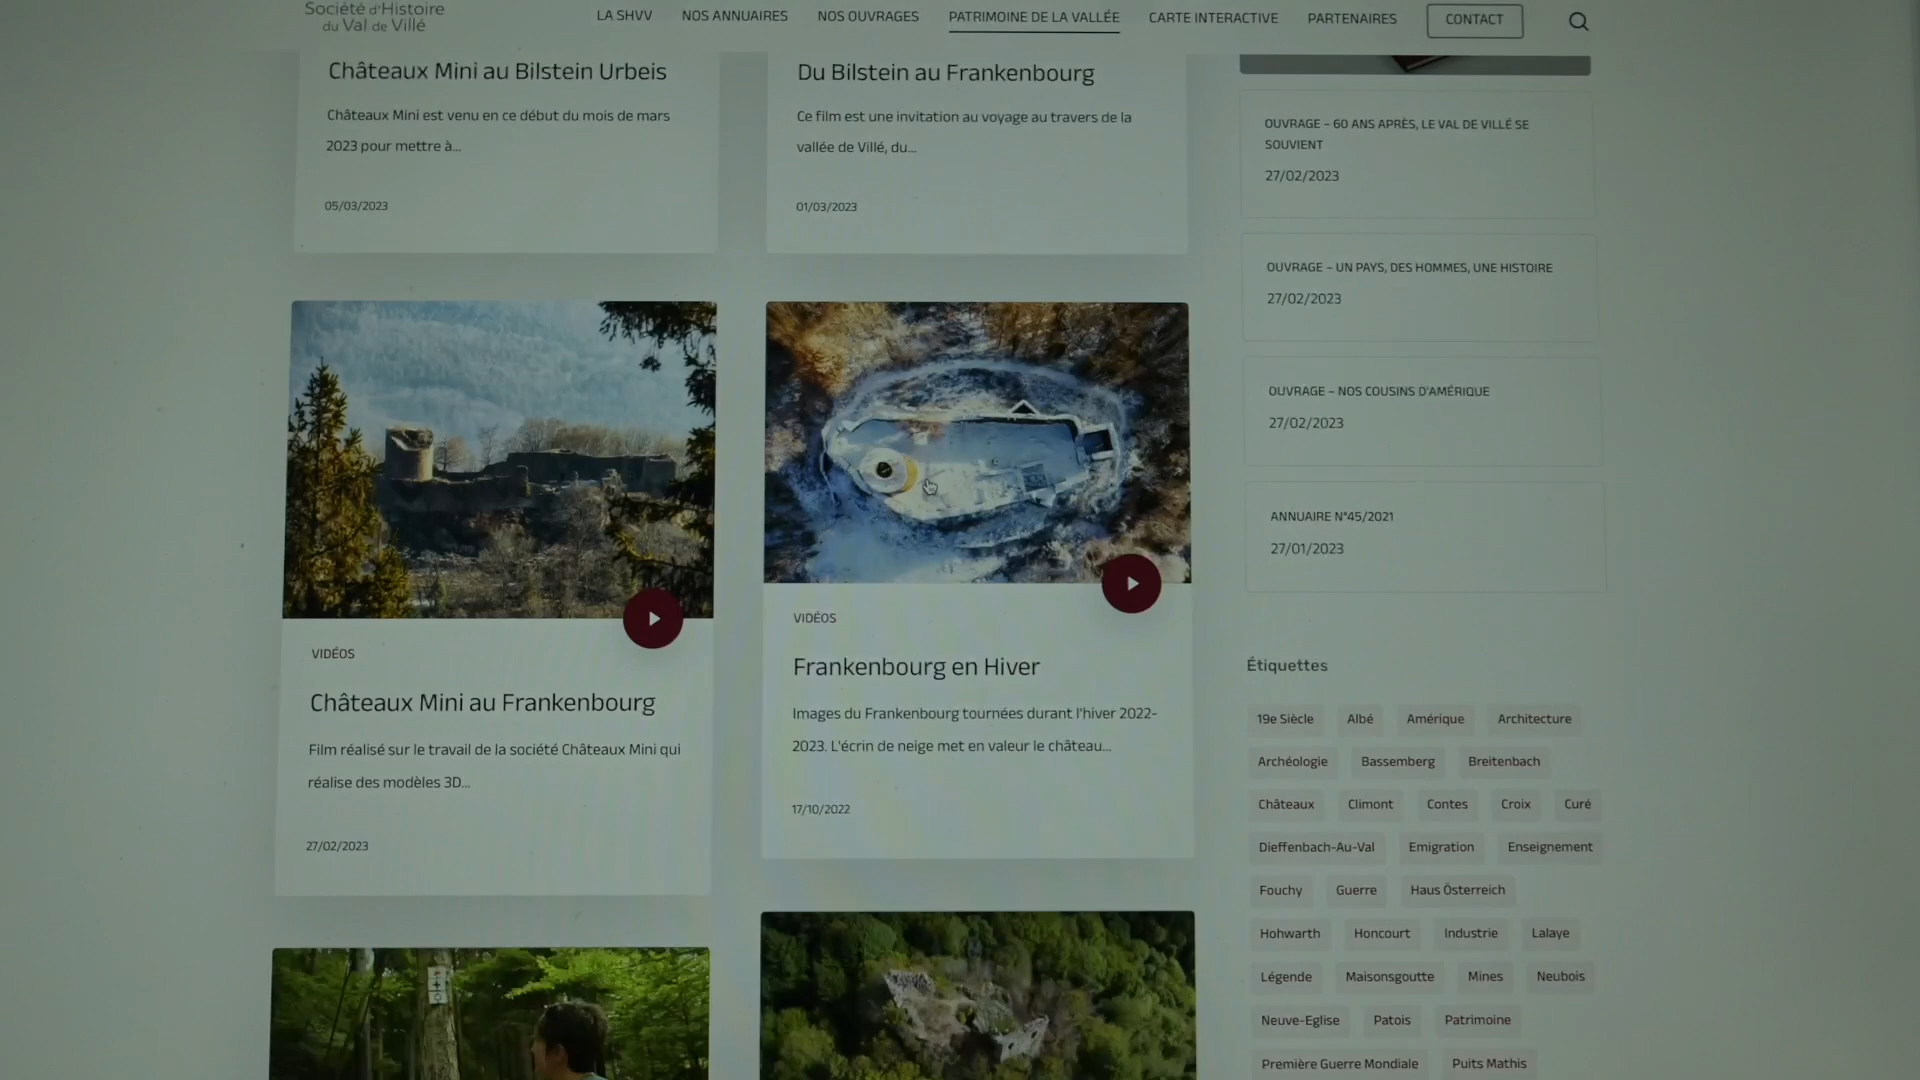 Société d'Histoire
du Val de Villé
LA SHVV
NOS ANNUAIRES
NOS OUVRAGES
PATRIMOINE DE LA VALLÉE
CARTE INTERACTIVE
PARTENAIRES
CONTACT
Châteaux Mini au Bilstein Urbeis
Châteaux Mini est venu en ce début du mois de mars
2023 pour mettre à...
05/03/2023
Du Bilstein au Frankenbourg
Ce film est une invitation au voyage au travers de la
vallée de Villé, du...
01/03/2023
VIDÉOS
Châteaux Mini au Frankenbourg
Film réalisé sur le travail de la société Châteaux Mini qui
réalise des modèles 3D...
27/02/2023
VIDÉOS
Frankenbourg en Hiver
Images du Frankenbourg tournées durant l'hiver 2022-
2023. L'écrin de neige met en valeur le château...
17/10/2022
OUVRAGE – 60 ANS APRÈS, LE VAL DE VILLÉ SE
SOUVIENT
27/02/2023
OUVRAGE – UN PAYS, DES HOMMES, UNE HISTOIRE
27/02/2023
OUVRAGE – NOS COUSINS D'AMÉRIQUE
27/02/2023
ANNUAIRE N°45/2021
27/01/2023
Étiquettes
19e Siècle Albé Amérique Architecture
Archéologie Bassemberg Breitenbach
Châteaux Climont Contes Croix Curé
Dieffenbach-Au-Val Emigration Enseignement
Fouchy Guerre Haus Österreich
Hohwarth Honcourt Industrie Lalaye
Légende Maisonsgoutte Mines Neubois
Neuve-Eglise Patois Patrimoine
Première Guerre Mondiale Puits Mathis